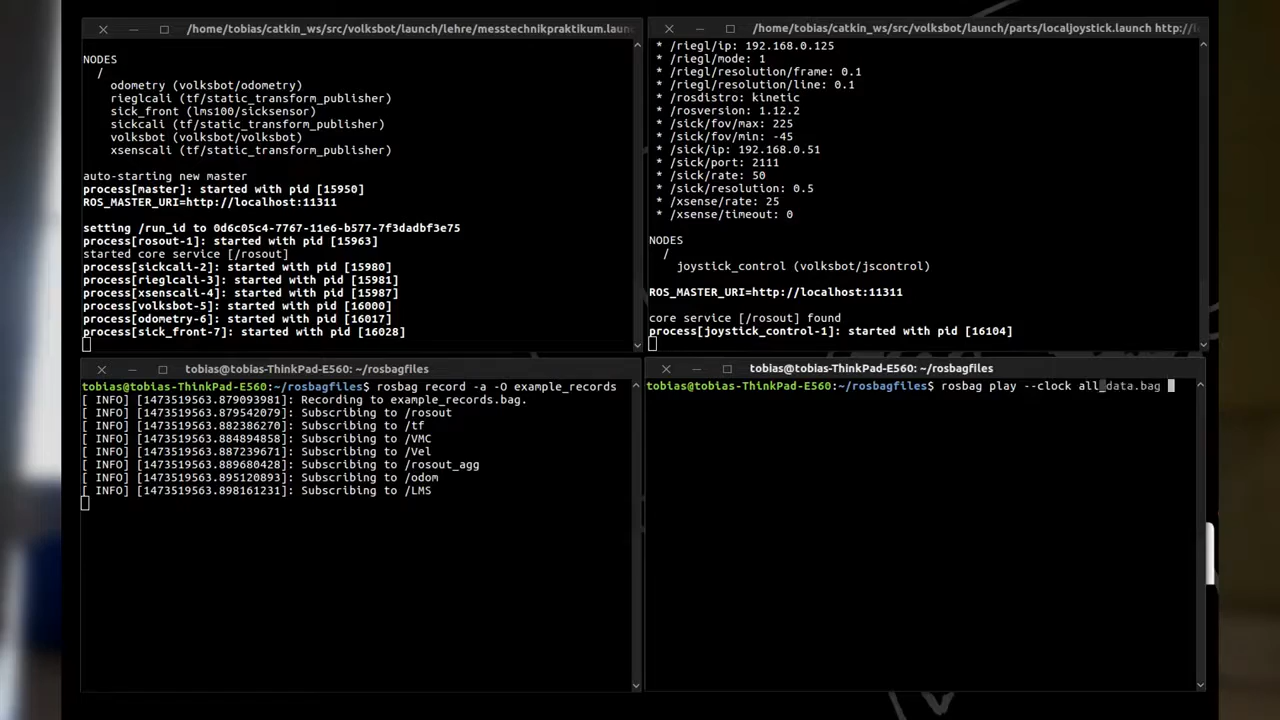 /home/tobias/catkin_ws/src/volksbot/launch/lehre/messtechnikpraktikum.laun
NODES
/
odometry (volksbot/odometry)
rieglcali (tf/static_transform_publisher)
sick_front (lms100/sicksensor)
sickcali (tf/static_transform_publisher)
volksbot (volksbot/volksbot)
xsenscali (tf/static_transform_publisher)
auto-starting new master
process[master]: started with pid [15950]
ROS_MASTER_URI=http://localhost:11311
setting /run_id to 0d6c05c4-7767-11e6-b577-7f3dadbf3e75
process[rosout-1]: started with pid [15963]
started core service [/rosout]
process[sickcali-2]: started with pid [15980]
process[rieglcali-3]: started with pid [15981]
process[xsenscali-4]: started with pid [15987]
process[volksbot-5]: started with pid [16000]
process[odometry-6]: started with pid [16017]
process[sick_front-7]: started with pid [16028]
/home/tobias/catkin_ws/src/volksbot/launch/parts/localjoystick.launch http://l
* /riegl/ip: 192.168.0.125
* /riegl/mode: 1
* /riegl/resolution/frame: 0.1
* /riegl/resolution/line: 0.1
* /rosdistro: kinetic
* /rosversion: 1.12.2
* /sick/fov/max: 225
* /sick/fov/min: -45
* /sick/ip: 192.168.0.51
* /sick/port: 2111
* /sick/rate: 50
* /sick/resolution: 0.5
* /xsense/rate: 25
* /xsense/timeout: 0
NODES
/
joystick_control (volksbot/jscontrol)
ROS_MASTER_URI=http://localhost:11311
core service [/rosout] found
process[joystick_control-1]: started with pid [16104]
tobias@tobias-ThinkPad-E560: ~/rosbagfiles
tobias@tobias-ThinkPad-E560:~/rosbagfiles$ rosbag record -a -O example_records
[ INFO] [1473519563.879093981]: Recording to example_records.bag.
[ INFO] [1473519563.879542079]: Subscribing to /rosout
[ INFO] [1473519563.882386270]: Subscribing to /tf
[ INFO] [1473519563.884894858]: Subscribing to /VMC
[ INFO] [1473519563.887239671]: Subscribing to /Vel
[ INFO] [1473519563.889680428]: Subscribing to /rosout_agg
[ INFO] [1473519563.895120893]: Subscribing to /odom
[ INFO] [1473519563.898161231]: Subscribing to /LMS
tobias@tobias-ThinkPad-E560: ~/rosbagfiles
tobias@tobias-ThinkPad-E560:~/rosbagfiles$ rosbag play --clock all_data.bag